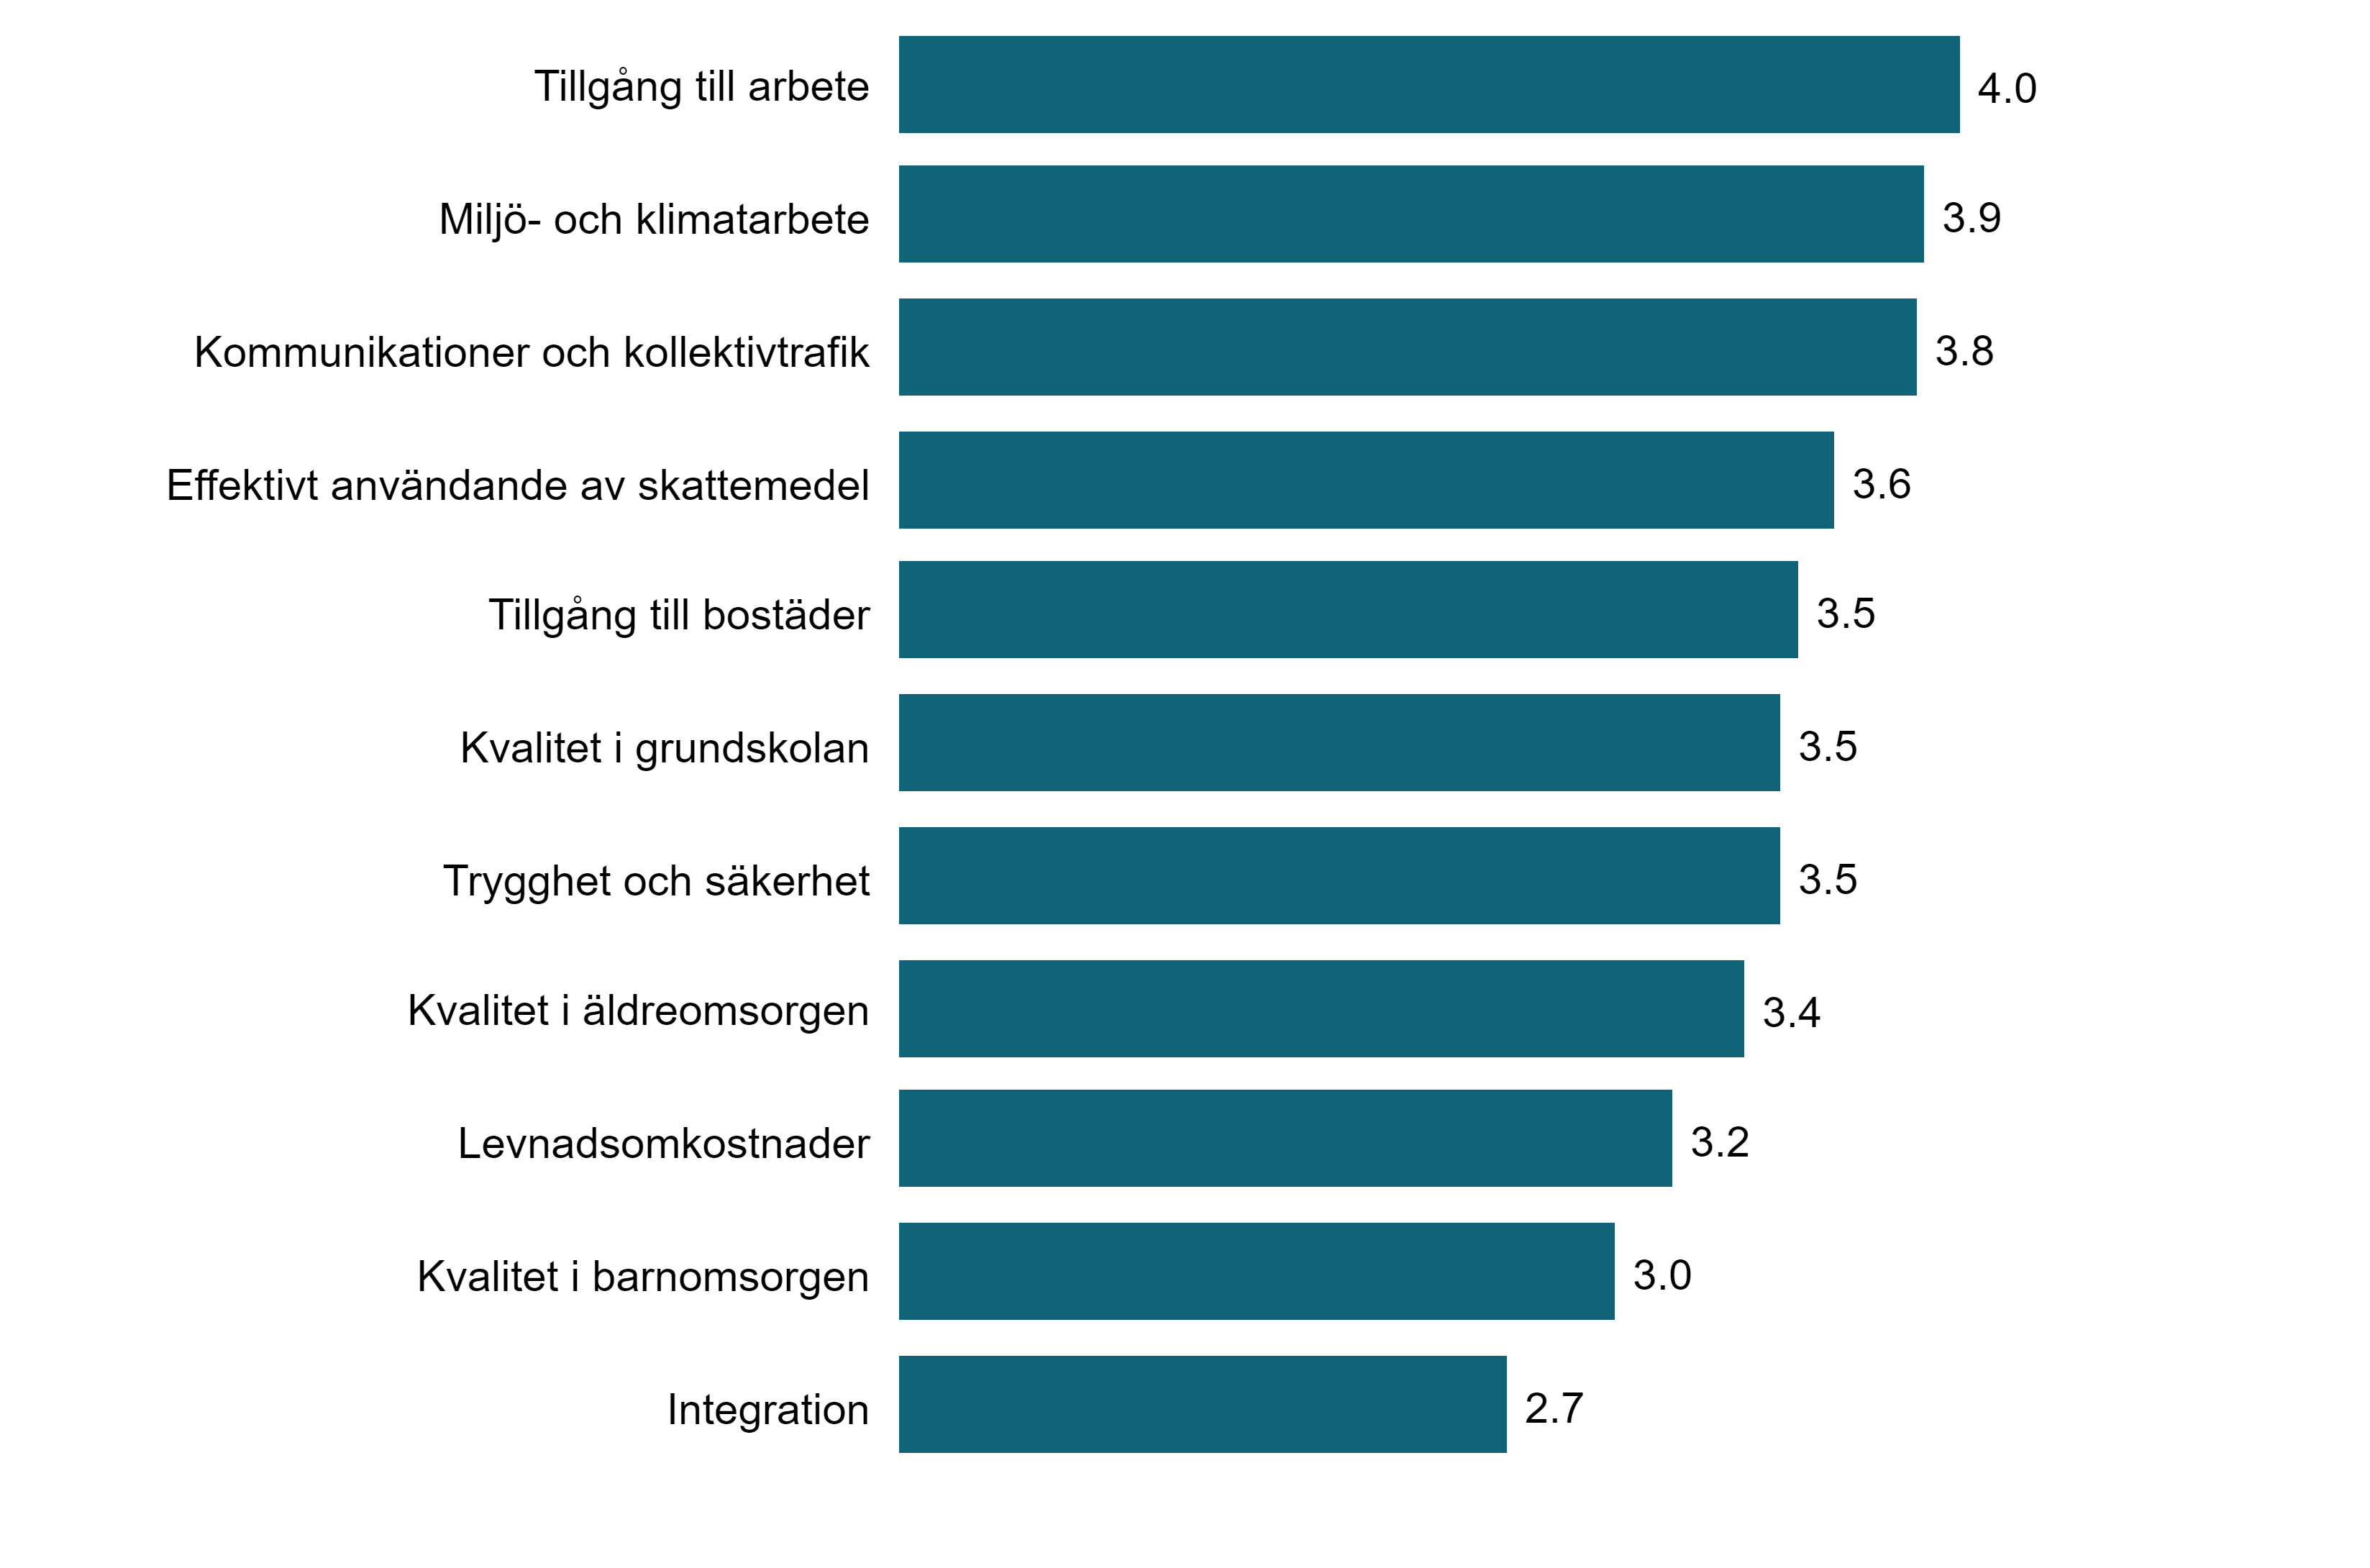 Tillgång till arbete 4.0
Miljö- och klimatarbete 3.9
Kommunikationer och kollektivtrafik 3.8
Effektivt användande av skattemedel 3.6
Tillgång till bostäder 3.5
Kvalitet i grundskolan 3.5
Trygghet och säkerhet 3.5
Kvalitet i äldreomsorgen 3.4
Levnadsomkostnader 3.2
Kvalitet i barnomsorgen 3.0
Integration 2.7